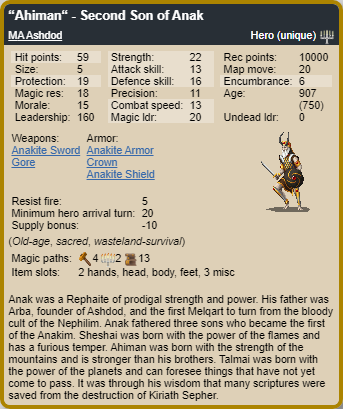 “Ahiman“ - Second Son of Anak
MA Ashdod Hero (unique)
Hit points: 59 Strength: 22 Rec points: 10000
Size: 5 Attack skill: 13 Map move: 20
Protection: 19 Defence skill: 16 Encumbrance: 6
Magic res: 18 Precision: 11 Age: 907
Morale: 15 Combat speed: 13 (750)
Leadership: 160 Magic ldr: 20 Undead ldr: 0
Weapons: Armor:
Anakite Sword Anakite Armor
Gore Crown
Anakite Shield
Resist fire: 5
Minimum hero arrival turn: 20
Supply bonus: -10
(Old-age, sacred, wasteland-survival)
Magic paths: 4 2 13
Item slots: 2 hands, head, body, feet, 3 misc
Anak was a Rephaite of prodigal strength and power. His father was
Arba, founder of Ashdod, and the first Melqart to turn from the bloody
cult of the Nephilim. Anak fathered three sons who became the first
of the Anakim. Sheshai was born with the power of the flames and
has a furious temper. Ahiman was born with the strength of the
mountains and is stronger than his brothers. Talmai was born with
the power of the planets and can foresee things that have not yet
come to pass. It was through his wisdom that many scriptures were
saved from the destruction of Kiriath Sepher.